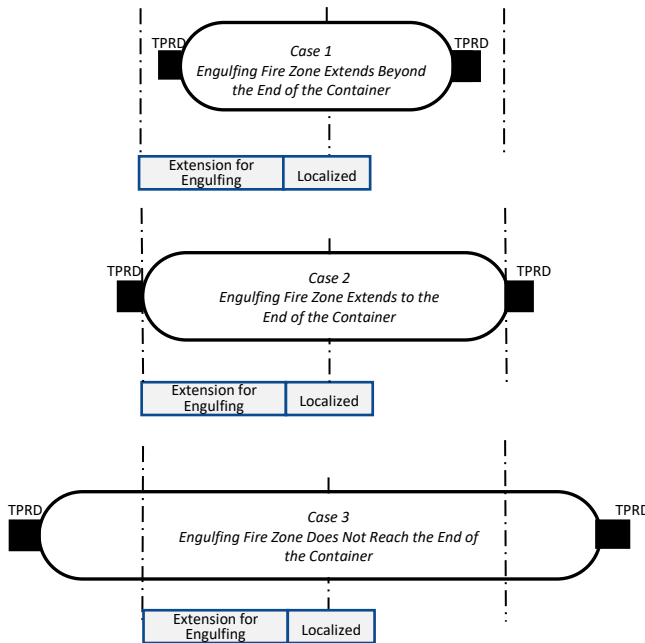 TPRD
TPRD
Case 1
Engulfing Fire Zone Extends Beyond
the End of the Container
Extension for
Engulfing
Localized
TPRD
TPRD
Case 2
Engulfing Fire Zone Extends to the
End of the Container
Extension for
Engulfing
Localized
TPRD
TPRD
Case 3
Engulfing Fire Zone Does Not Reach the End of
the Container
Extension for
Engulfing
Localized